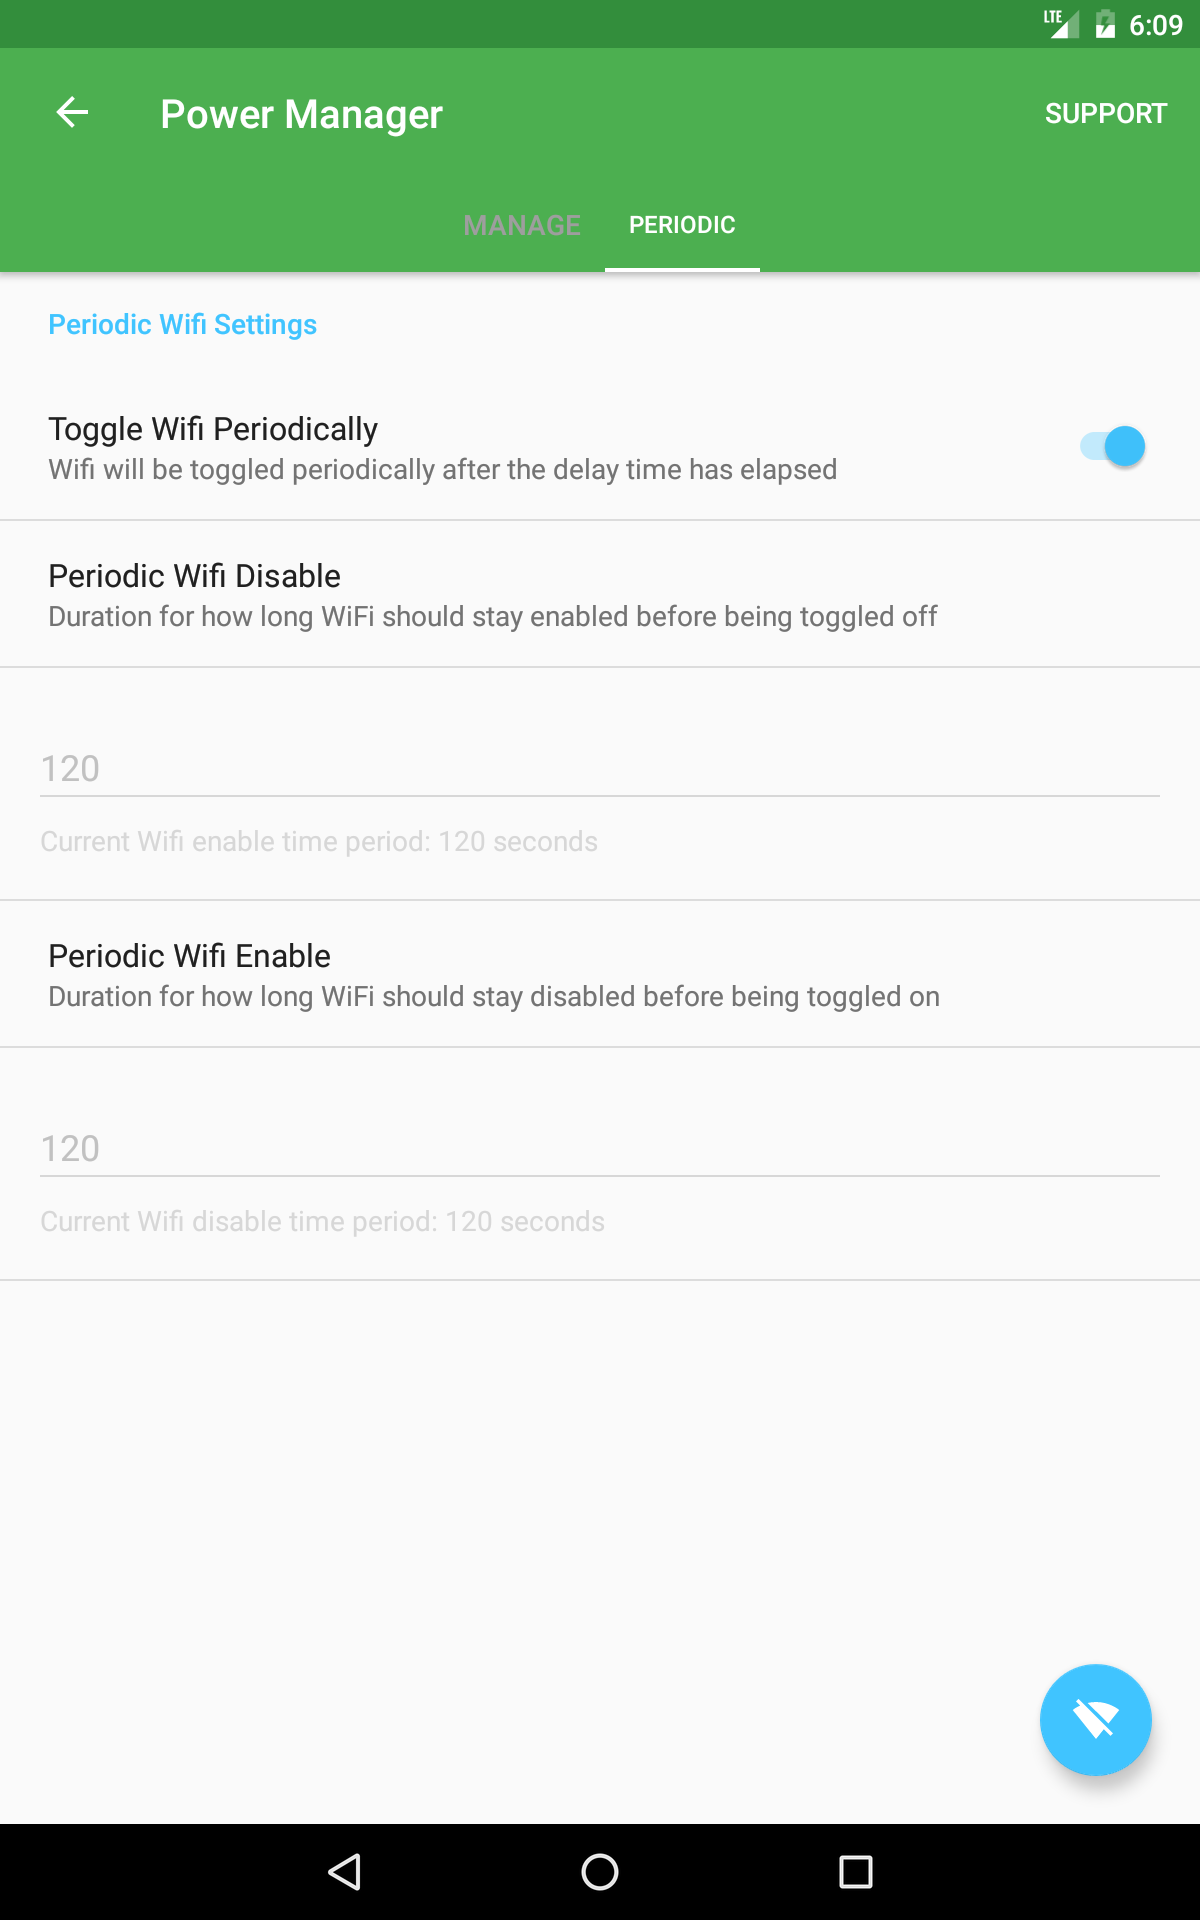 LTE 6:09
Power Manager SUPPORT
MANAGE PERIODIC
Periodic Wifi Settings
Toggle Wifi Periodically
Wifi will be toggled periodically after the delay time has elapsed
Periodic Wifi Disable
Duration for how long WiFi should stay enabled before being toggled off
120
Current Wifi enable time period: 120 seconds
Periodic Wifi Enable
Duration for how long WiFi should stay disabled before being toggled on
120
Current Wifi disable time period: 120 seconds